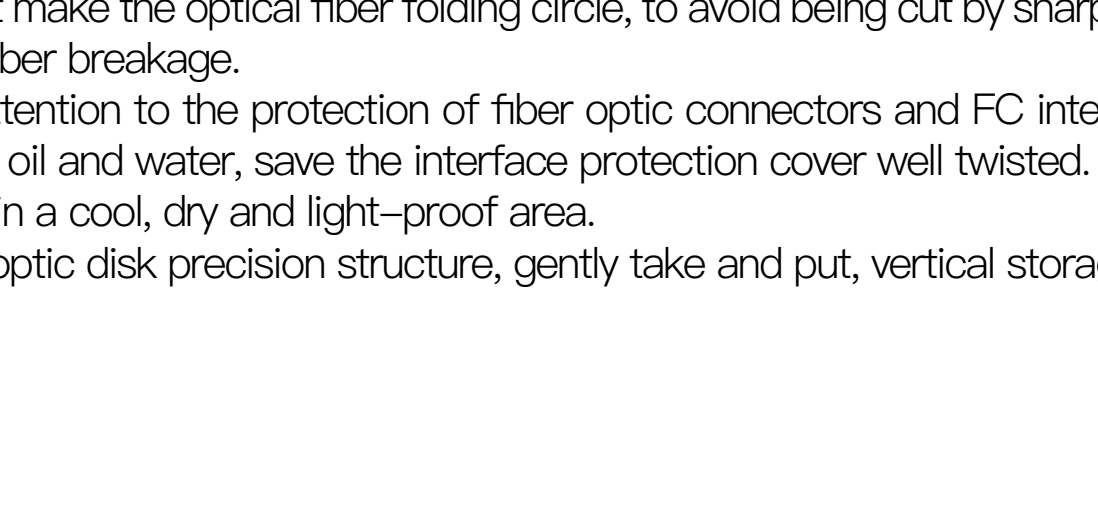 make the optical fiber folding circle, to avoid being cut by sharp
ber breakage.
ttention to the protection of fiber optic connectors and FC inte
oil and water, save the interface protection cover well twisted.
in a cool, dry and light–proof area.
optic disk precision structure, gently take and put, vertical stora